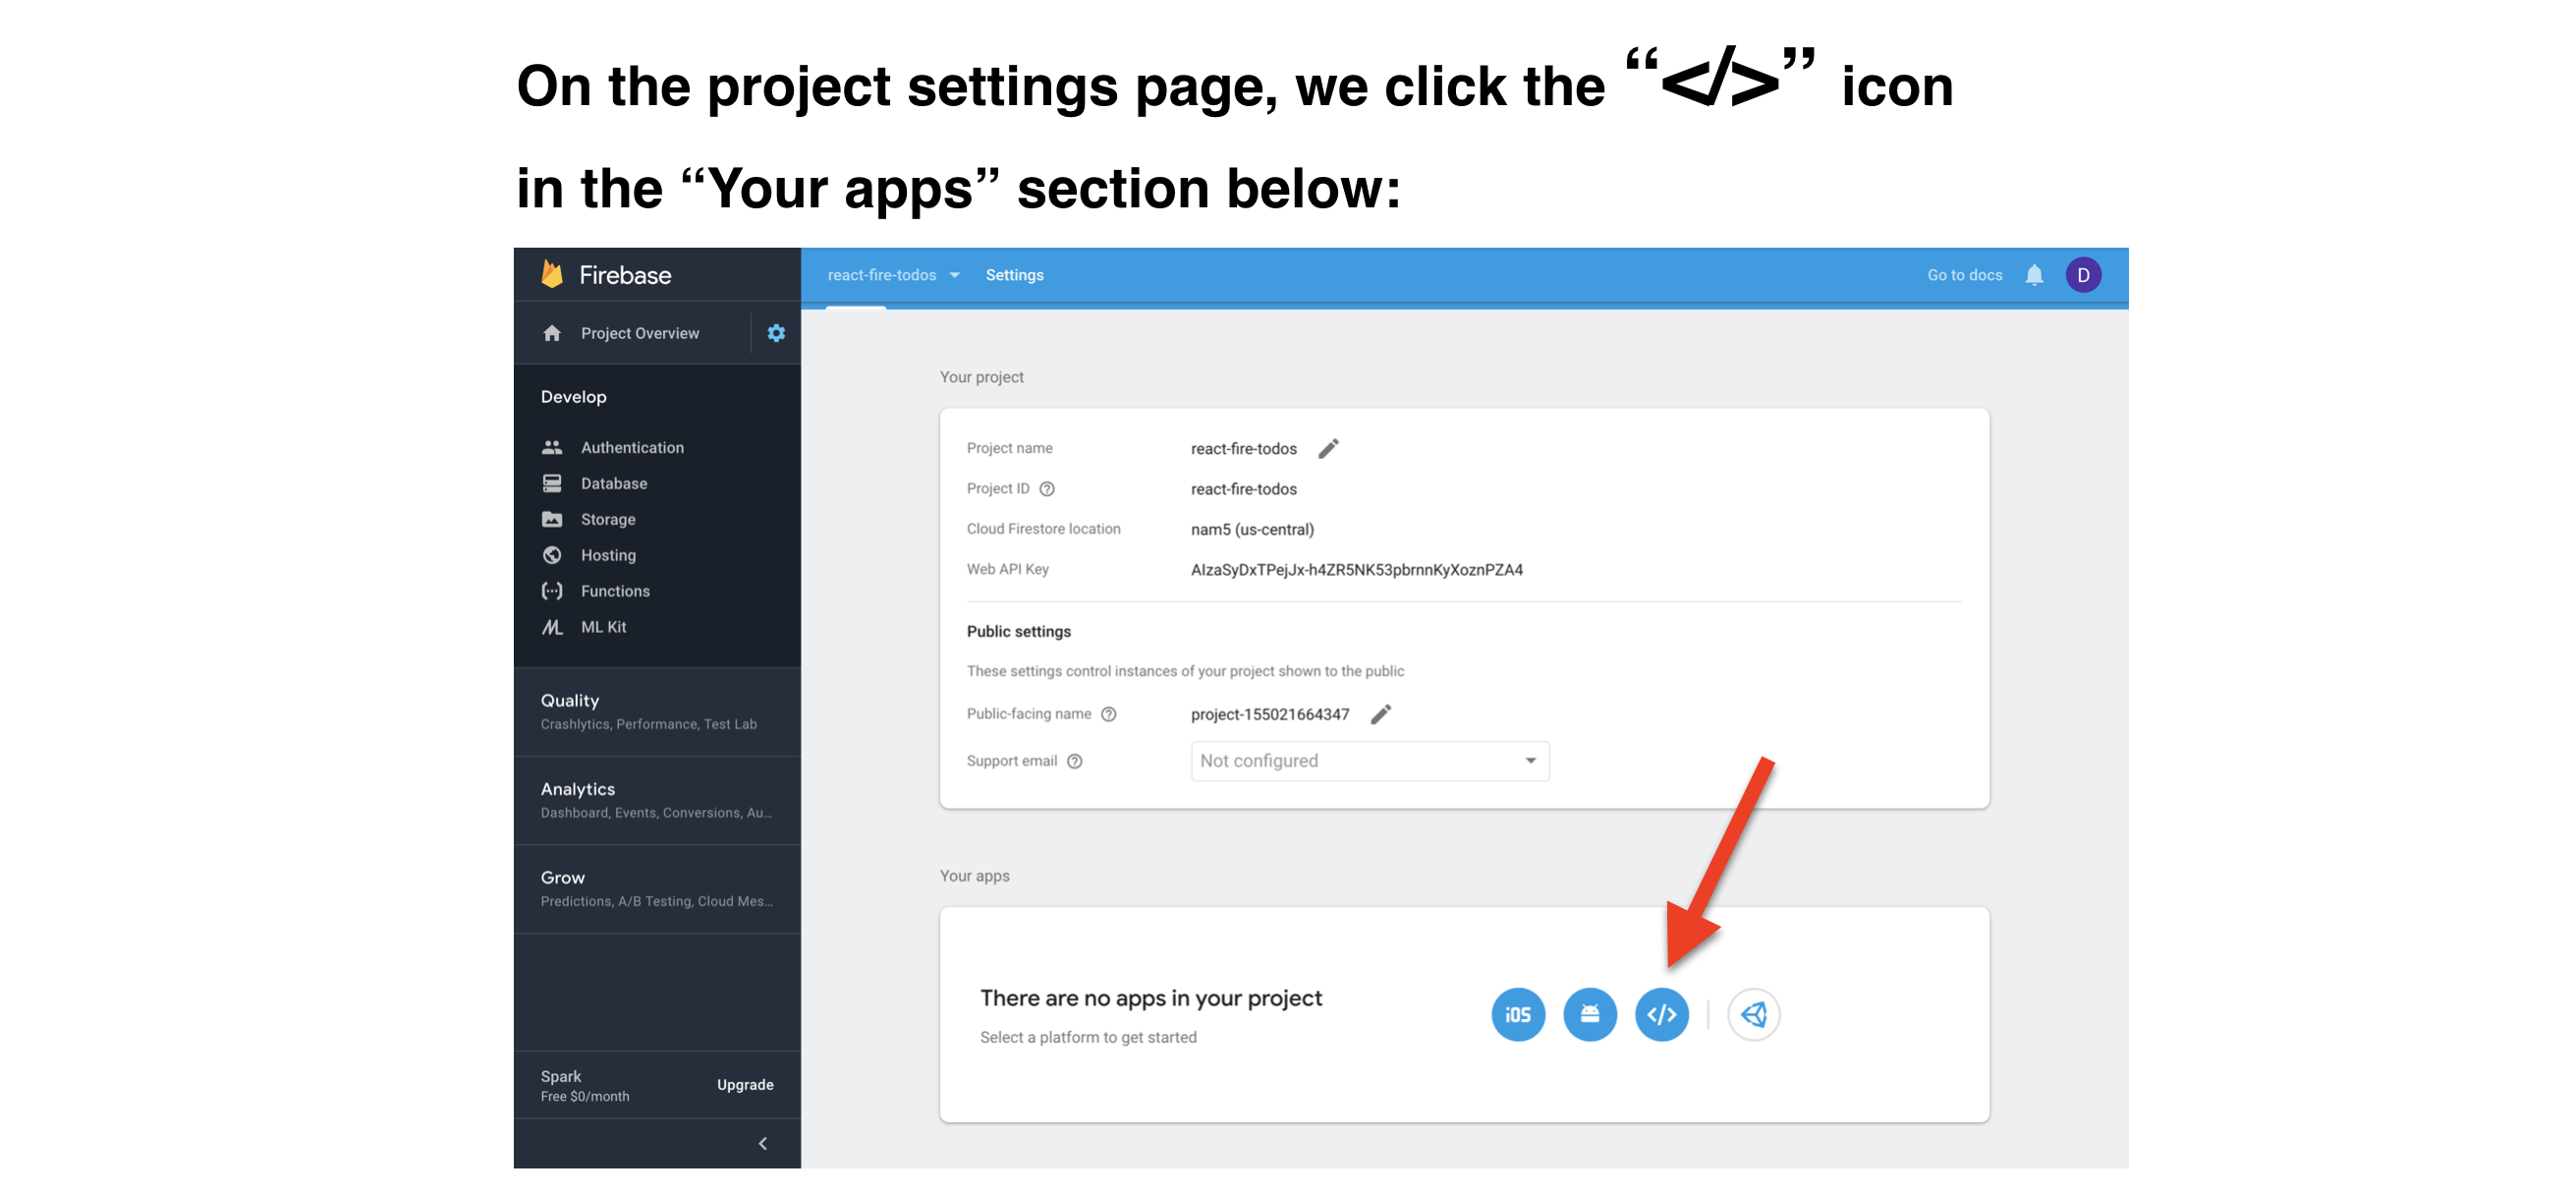 On the project settings page, we click the “</>” icon
in the “Your apps” section below:
Firebase
react-fire-todos
Settings
Go to docs
D
Project Overview
Develop
Authentication
Database
Storage
Hosting
Functions
ML Kit
Quality
Crashlytics, Performance, Test Lab
Analytics
Dashboard, Events, Conversions, Au...
Grow
Predictions, A/B Testing, Cloud Mes...
Spark
Free $0/month
Upgrade
Your project
Project name react-fire-todos
Project ID react-fire-todos
Cloud Firestore location nam5 (us-central)
Web API Key AIzaSyDxTPejJx-h4ZR5NK53pbrnnKyXoznPZA4
Public settings
These settings control instances of your project shown to the public
Public-facing name project-155021664347
Support email Not configured
Your apps
There are no apps in your project
Select a platform to get started
iOS </>